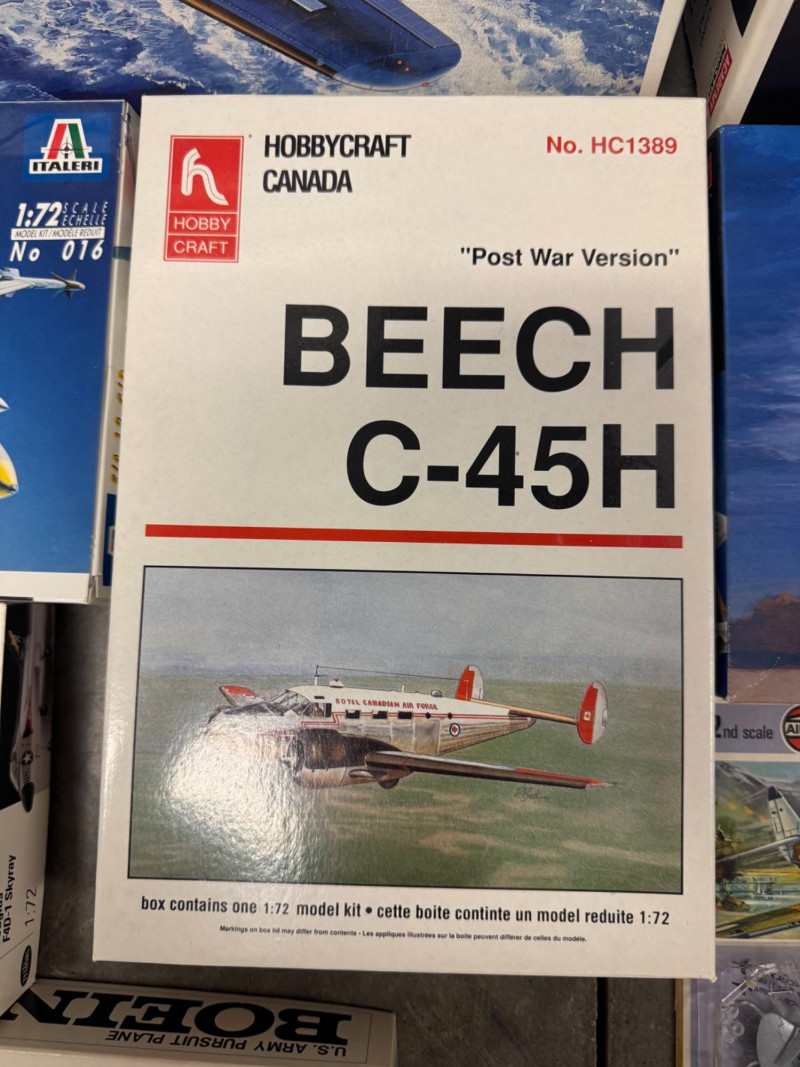 HOBBYCRAFT
CANADA
No. HC1389
HOBBY
CRAFT
"Post War Version"
BEECH
C-45H
ROYAL CANADIAN AIR FORCE
box contains one 1:72 model kit • cette boite continte un model reduite 1:72
Markings on box lid may differ from contents • Les appliques illustrées sur la boite peuvent différer de celles du modèle.
ITALERI
1:72 SCALE
ECHELLE
MODEL KIT / MODÈLE RÉDUIT
No 016
F4D-1 Skyray
1:72
BOEIN
U.S. ARMY PURSUIT PLANE
nd scale